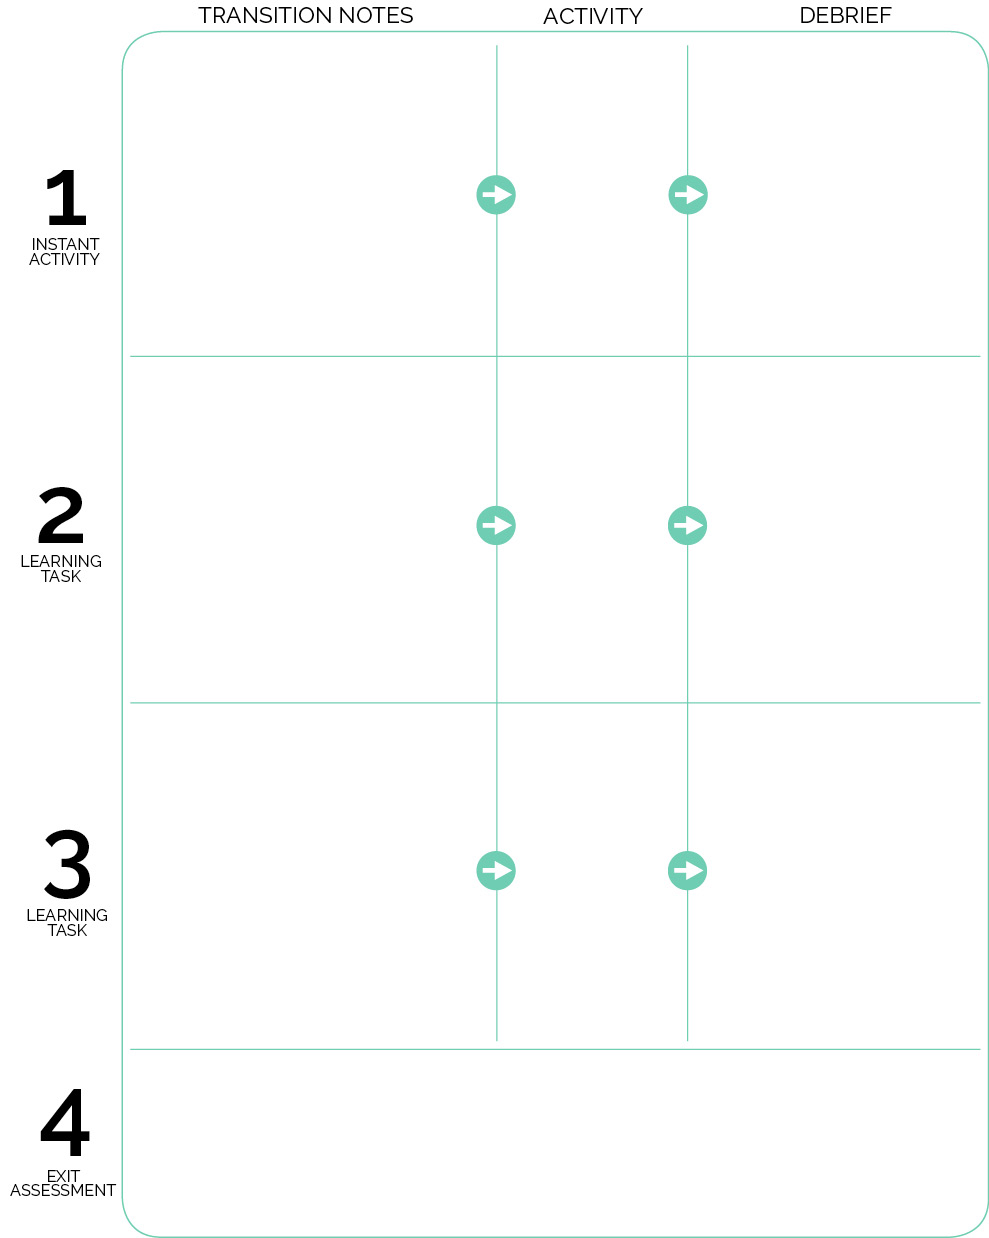 TRANSITION NOTES
ACTIVITY
DEBRIEF
1
INSTANT
ACTIVITY
2
LEARNING
TASK
3
LEARNING
TASK
4
EXIT
ASSESSMENT